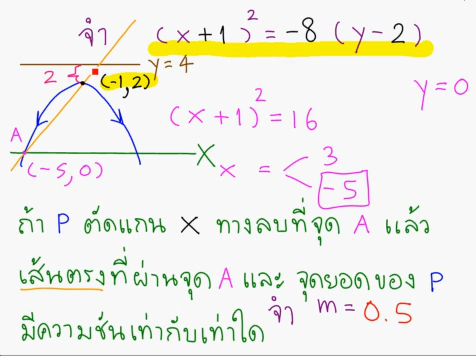 จำ
(x+1)² = -8 (y-2)
y=4
2
(-1,2)
y=0
(x+1)² = 16
A
X
(-5,0)
x = < 3
-5
ถ้า P ตัดแกน X ทางลบที่จุด A แล้ว
เส้นตรงที่ผ่านจุด A และ จุดยอดของ P
มีความชันเท่ากับเท่าใด จำ m = 0.5